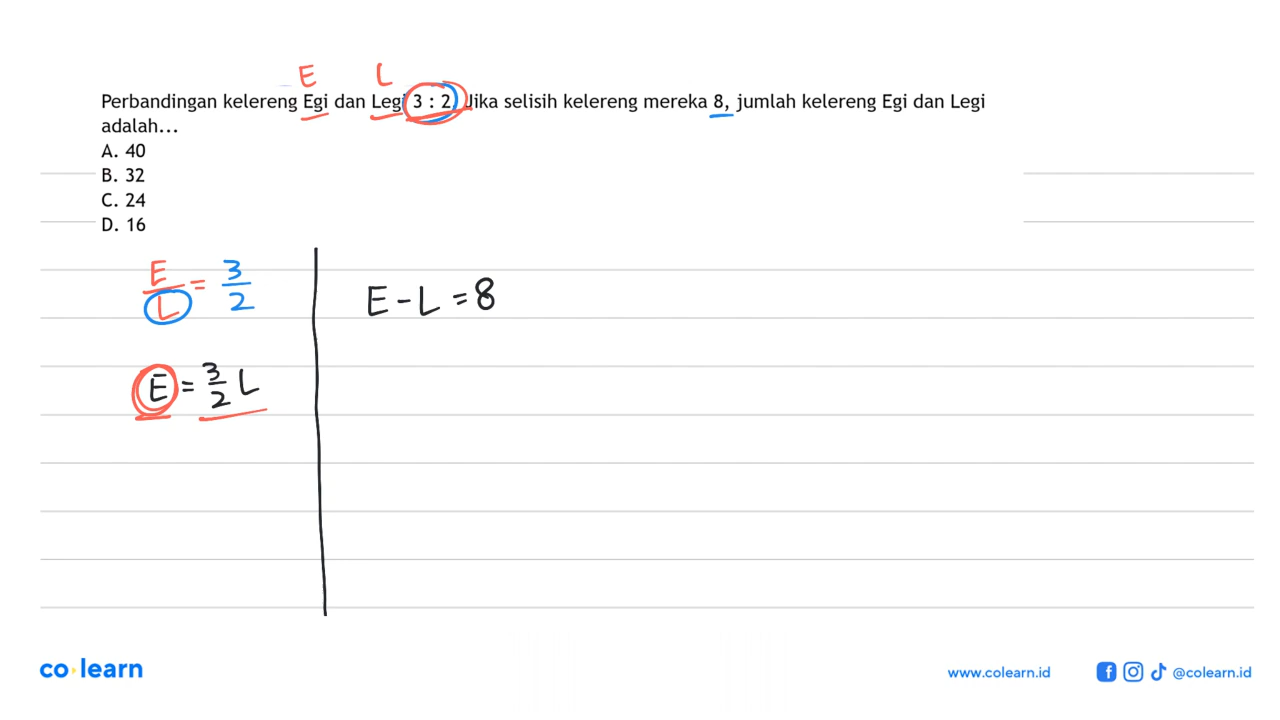 E L
Perbandingan kelereng Egi dan Legi 3 : 2. Jika selisih kelereng mereka 8, jumlah kelereng Egi dan Legi
adalah...
A. 40
B. 32
C. 24
D. 16
E/L = 3/2
E - L = 8
E = 3/2 L
co learn
www.colearn.id @colearn.id